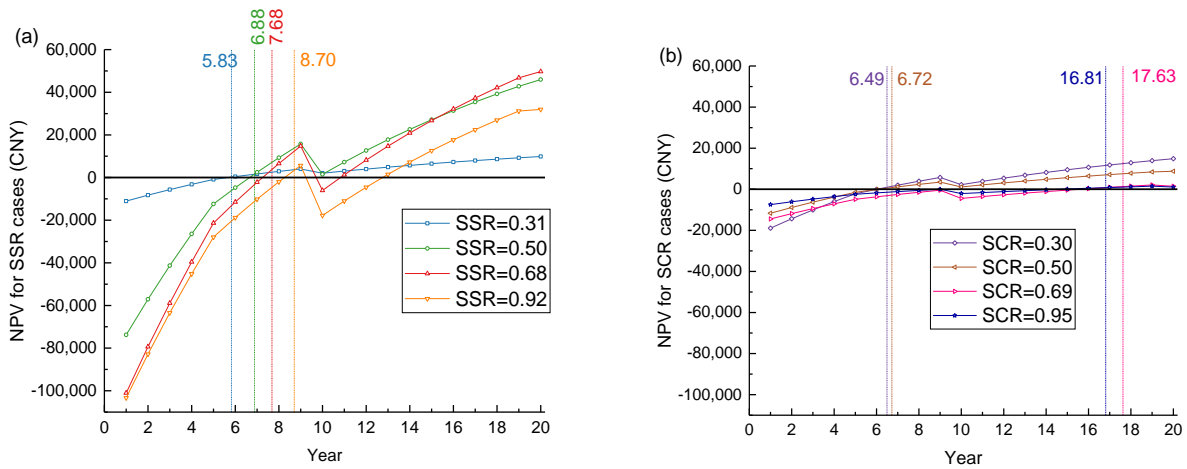 (a)
5.83
6.88
7.68
8.70
60,000
40,000
20,000
0
-20,000
-40,000
-60,000
-80,000
-100,000
NPV for SSR cases (CNY)
SSR=0.31
SSR=0.50
SSR=0.68
SSR=0.92
0 2 4 6 8 10 12 14 16 18 20
Year
(b)
6.49
6.72
16.81
17.63
60,000
40,000
20,000
0
-20,000
-40,000
-60,000
-80,000
-100,000
NPV for SCR cases (CNY)
SCR=0.30
SCR=0.50
SCR=0.69
SCR=0.95
0 2 4 6 8 10 12 14 16 18 20
Year